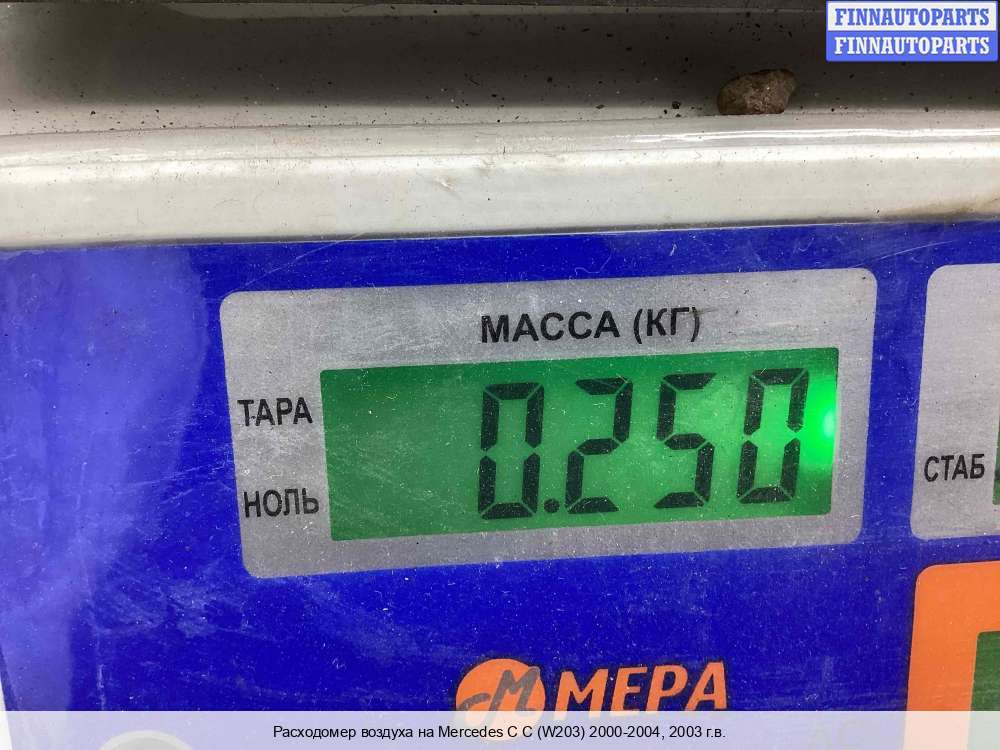 FINNAUTOPARTS
FINNAUTOPARTS
МАССА (КГ)
ТАРА
0.250
НОЛЬ
СТАБ
МЕРА
Расходомер воздуха на Mercedes C C (W203) 2000-2004, 2003 г.в.